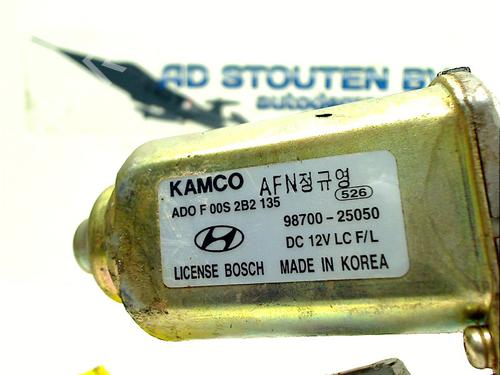 AD STOUTEN BV
KAMCO AFN정규영
ADO F 00S 2B2 135 526
98700-25050
DC 12V LC F/L
LICENSE BOSCH MADE IN KOREA